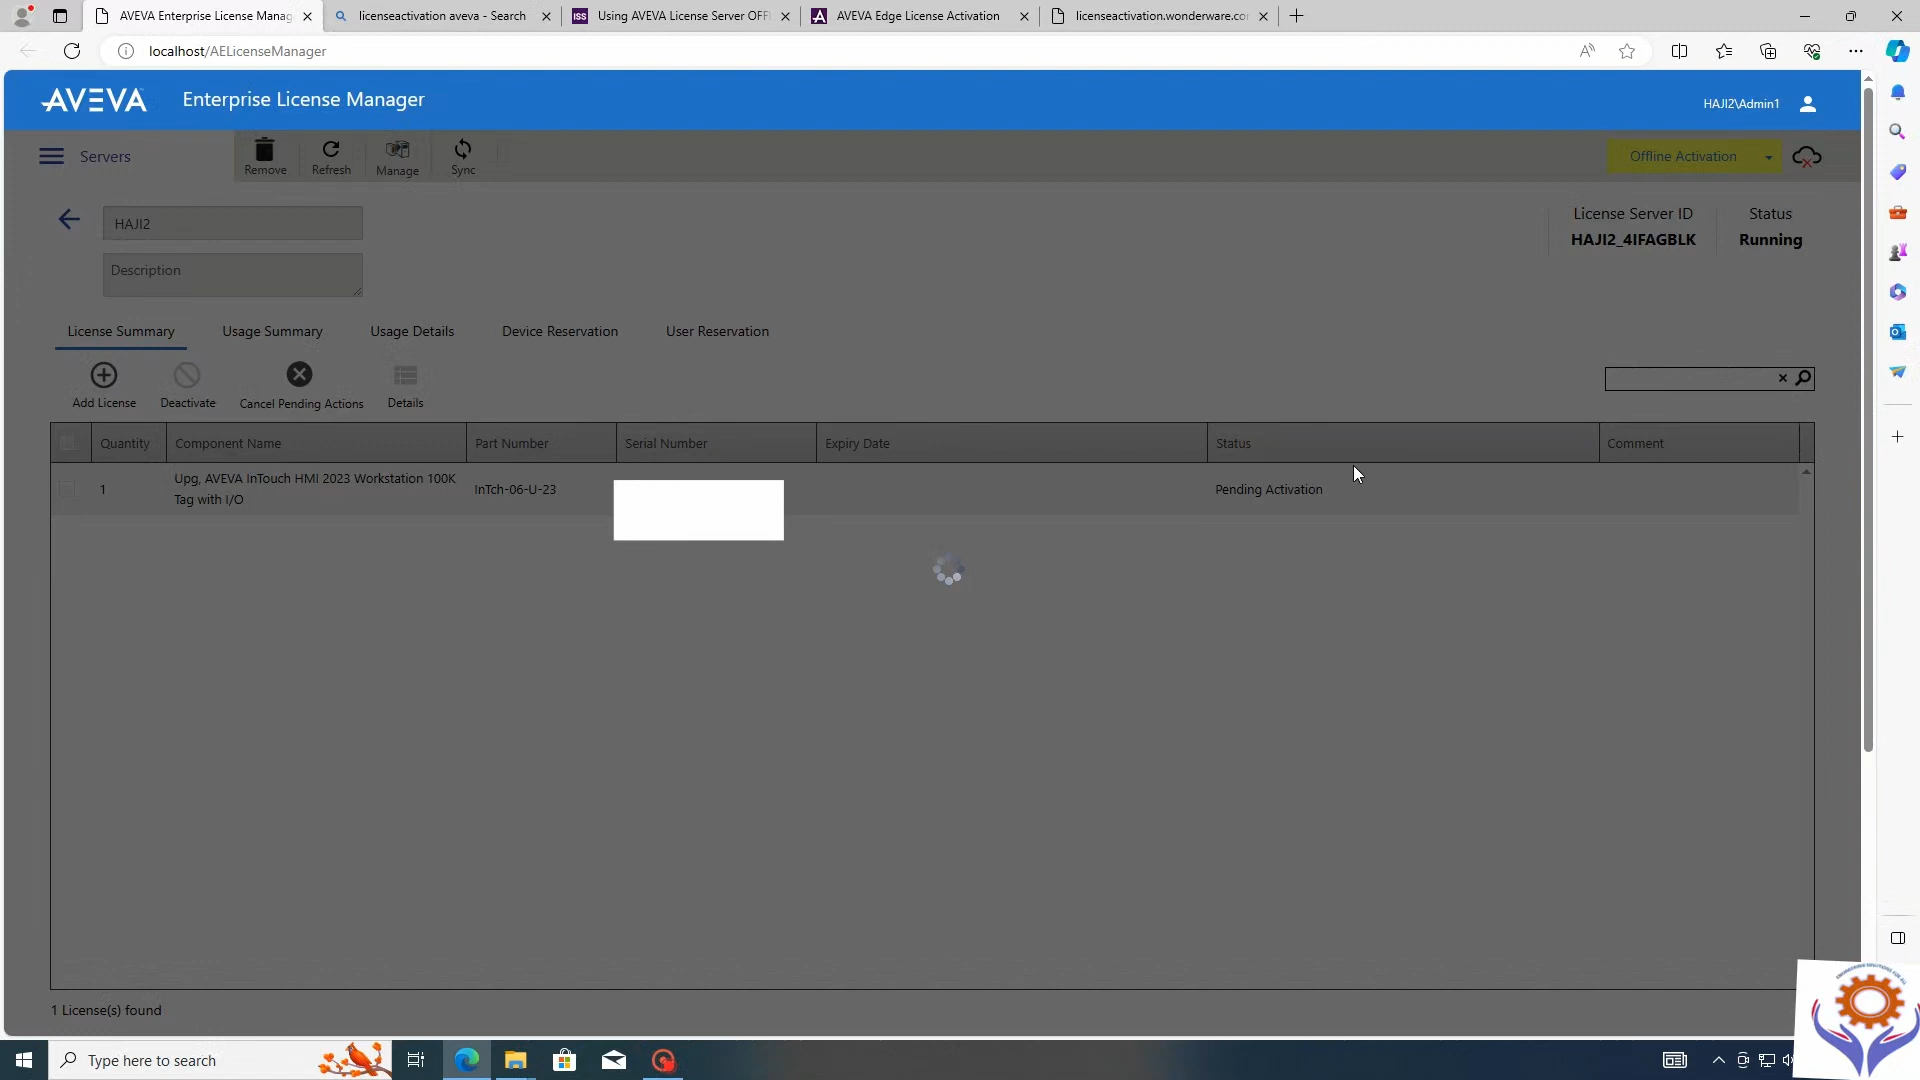 AVEVA Enterprise License Manag
licenseactivation aveva - Search
ISS Using AVEVA License Server OFF
A AVEVA Edge License Activation
licenseactivation.wonderware.co
localhost/AELicenseManager
AVEVA Enterprise License Manager
HAJI2\Admin1
Servers
Remove
Refresh
Manage
Sync
Offline Activation
HAJI2
Description
License Server ID
HAJI2_4IFAGBLK
Status
Running
License Summary
Usage Summary
Usage Details
Device Reservation
User Reservation
Add License
Deactivate
Cancel Pending Actions
Details
Quantity
Component Name
Part Number
Serial Number
Expiry Date
Status
Comment
1
Upg, AVEVA InTouch HMI 2023 Workstation 100K
Tag with I/O
InTch-06-U-23
Pending Activation
1 License(s) found
Type here to search